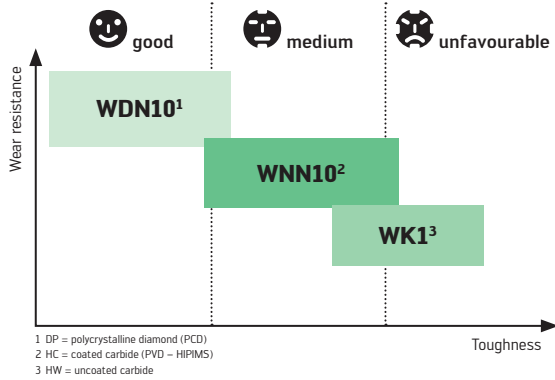 good
medium
unfavourable
Wear resistance
WDN10¹
WNN10²
WK1³
Toughness
1 DP = polycrystalline diamond (PCD)
2 HC = coated carbide (PVD – HIPIMS)
3 HW = uncoated carbide